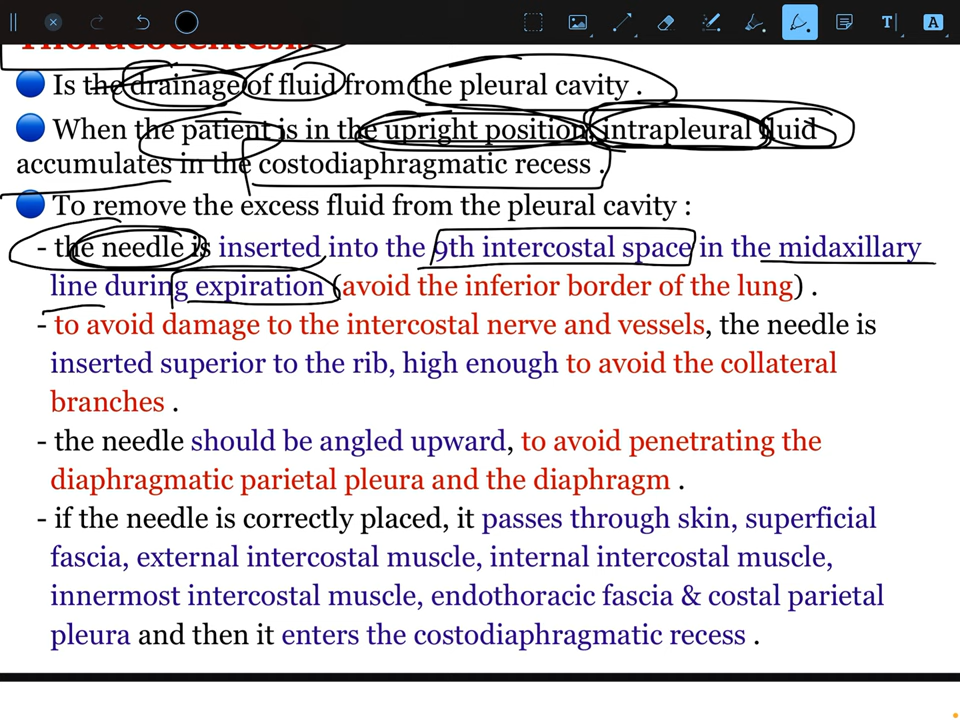 T
A
Thoracocentesis
Is the drainage of fluid from the pleural cavity .
When the patient is in the upright position, intrapleural fluid
accumulates in the costodiaphragmatic recess .
To remove the excess fluid from the pleural cavity :
- the needle is inserted into the 9th intercostal space in the midaxillary
line during expiration (avoid the inferior border of the lung) .
- to avoid damage to the intercostal nerve and vessels, the needle is
inserted superior to the rib, high enough to avoid the collateral
branches .
- the needle should be angled upward, to avoid penetrating the
diaphragmatic parietal pleura and the diaphragm .
- if the needle is correctly placed, it passes through skin, superficial
fascia, external intercostal muscle, internal intercostal muscle,
innermost intercostal muscle, endothoracic fascia & costal parietal
pleura and then it enters the costodiaphragmatic recess .